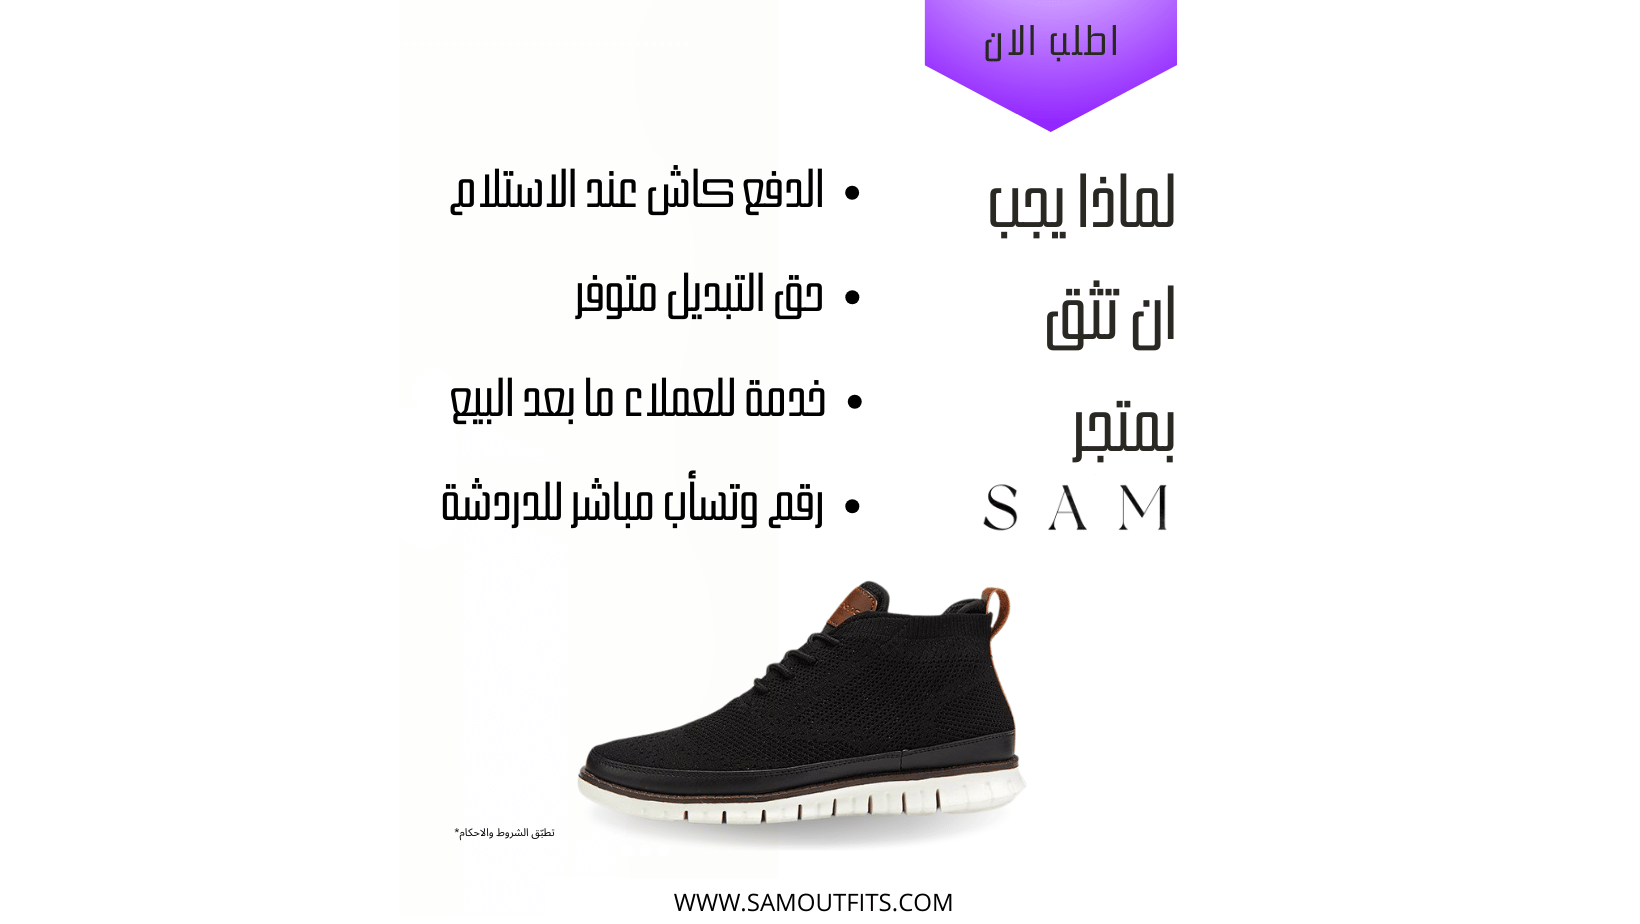 اطلب الان
لماذا يجب
ان تثق
بمتجر
SAM
• الدفع كاش عند الاستلام
• حق التبديل متوفر
• خدمة للعملاء ما بعد البيع
• رقم وتسأب مباشر للدردشة
تطبّق الشروط والاحكام*
WWW.SAMOUTFITS.COM